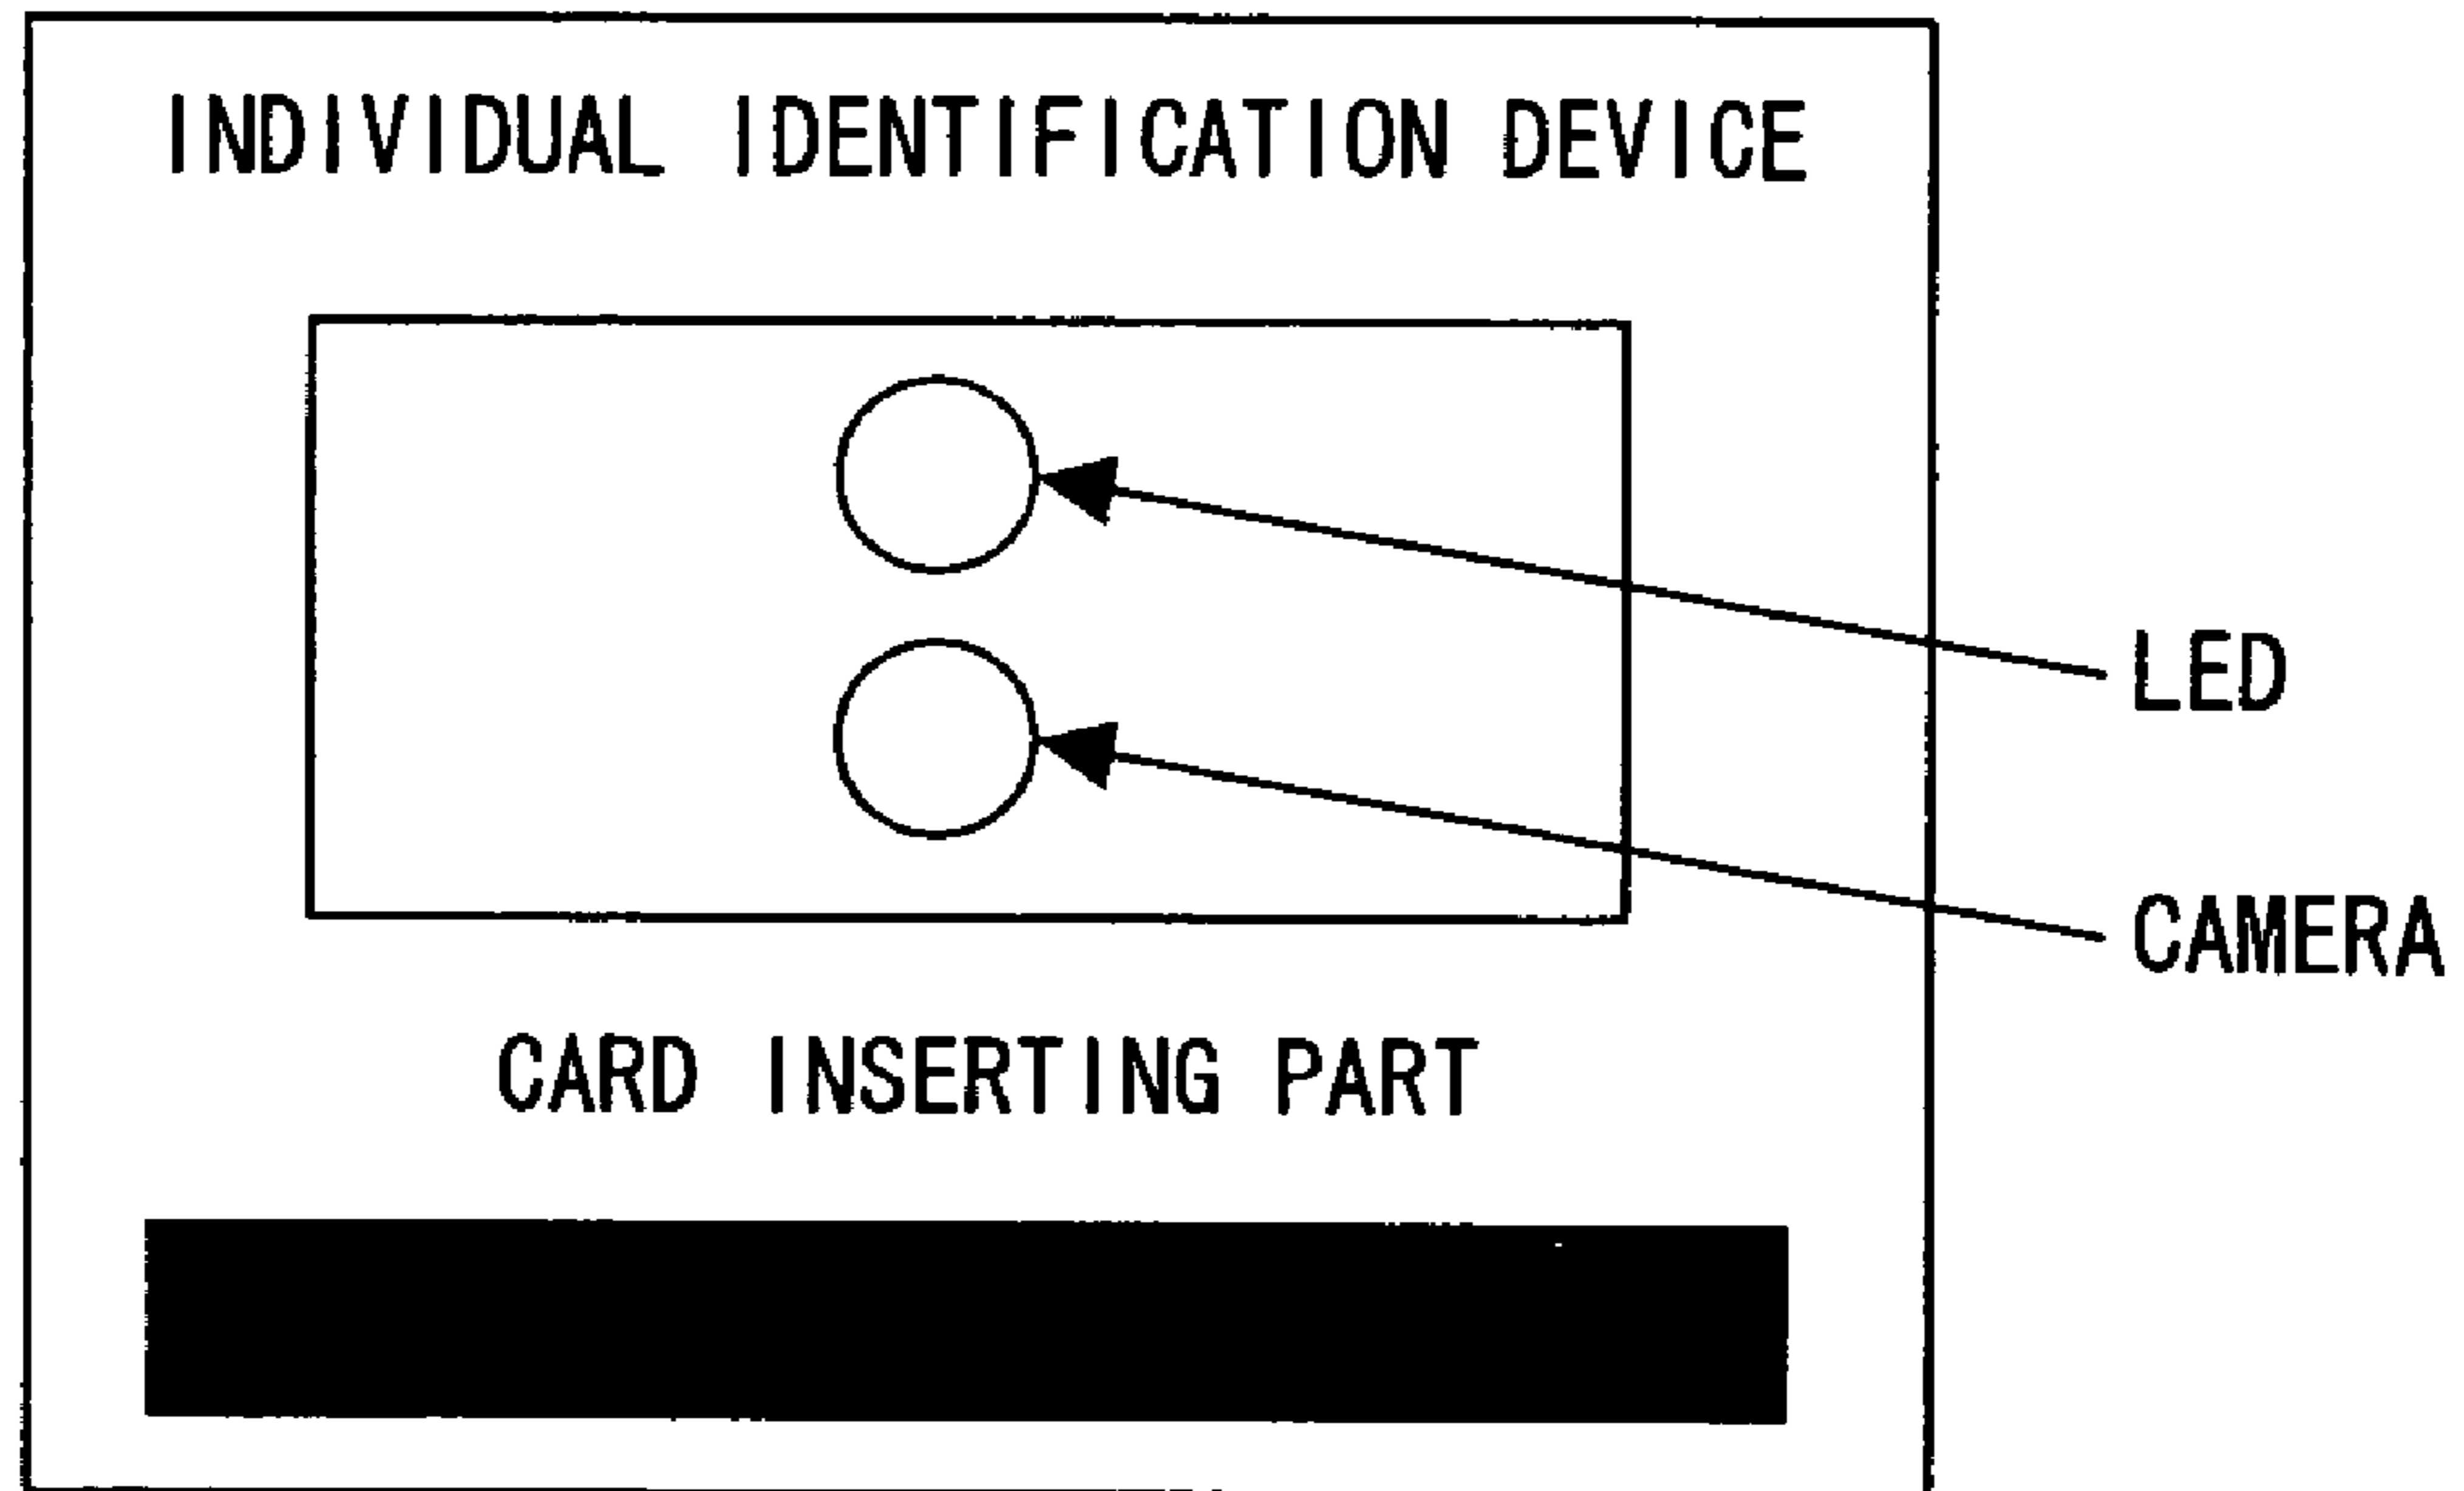 INDIVIDUAL IDENTIFICATION DEVICE
LED
CAMERA
CARD INSERTING PART